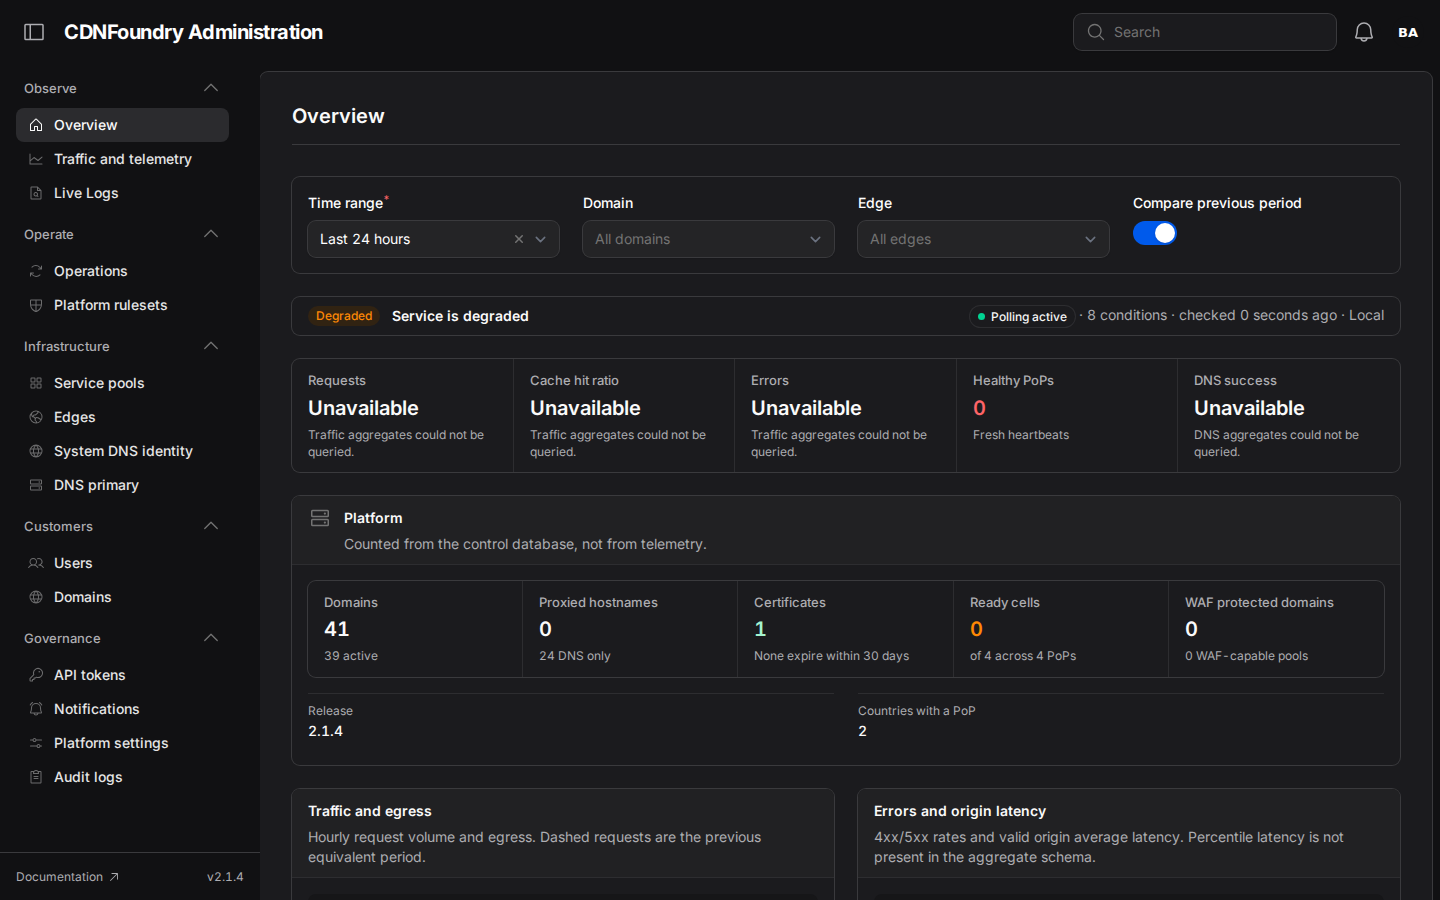 CDNFoundry Administration
Search
BA
Observe
Overview
Traffic and telemetry
Live Logs
Operate
Operations
Platform rulesets
Infrastructure
Service pools
Edges
System DNS identity
DNS primary
Customers
Users
Domains
Governance
API tokens
Notifications
Platform settings
Audit logs
Documentation
v2.1.4
Overview
Time range*
Last 24 hours
Domain
All domains
Edge
All edges
Compare previous period
Degraded
Service is degraded
Polling active · 8 conditions · checked 0 seconds ago · Local
Requests
Unavailable
Traffic aggregates could not be
queried.
Cache hit ratio
Unavailable
Traffic aggregates could not be
queried.
Errors
Unavailable
Traffic aggregates could not be
queried.
Healthy PoPs
0
Fresh heartbeats
DNS success
Unavailable
DNS aggregates could not be
queried.
Platform
Counted from the control database, not from telemetry.
Domains
41
39 active
Proxied hostnames
0
24 DNS only
Certificates
1
None expire within 30 days
Ready cells
0
of 4 across 4 PoPs
WAF protected domains
0
0 WAF-capable pools
Release
2.1.4
Countries with a PoP
2
Traffic and egress
Hourly request volume and egress. Dashed requests are the previous
equivalent period.
Errors and origin latency
4xx/5xx rates and valid origin average latency. Percentile latency is not
present in the aggregate schema.